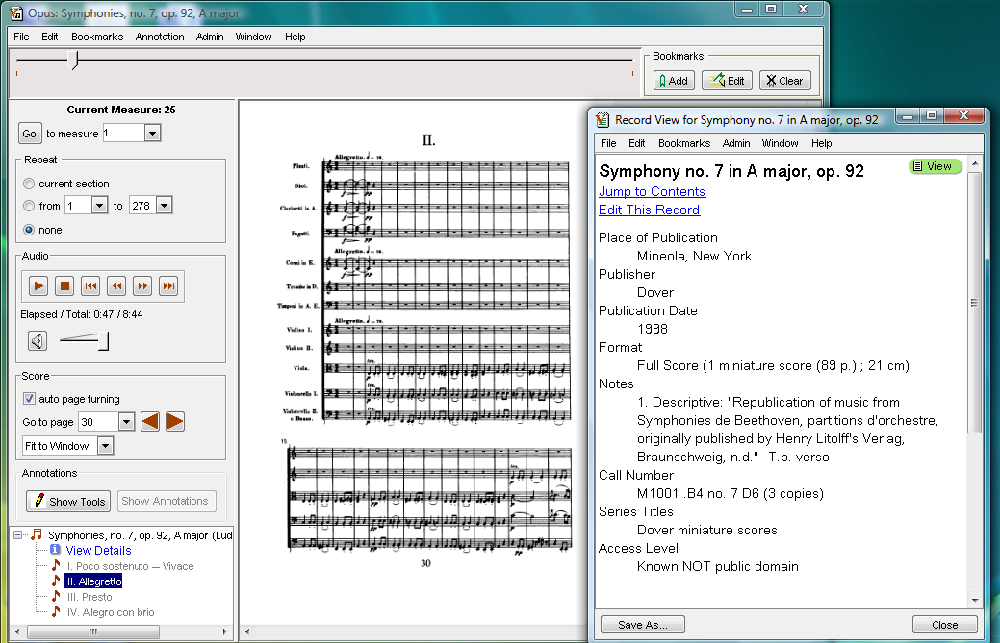 Opus: Symphonies, no. 7, op. 92, A major
File Edit Bookmarks Annotation Admin Window Help
Bookmarks
Add Edit Clear
Current Measure: 25
Go to measure 1
Repeat
current section
from 1 to 278
none
Audio
Elapsed / Total: 0:47 / 8:44
Score
auto page turning
Go to page 30
Fit to Window
Annotations
Show Tools Show Annotations
Symphonies, no. 7, op. 92, A major (Lud
View Details
I. Poco sostenuto — Vivace
II. Allegretto
III. Presto
IV. Allegro con brio
II.
Allegretto. = 76.
Flauti.
Oboi.
Clarinetti in A.
Fagotti.
Allegretto. = 76.
Corni in E.
Trombe in D.
Timpani in A. E.
Allegretto. = 76.
Violino I.
Violino II.
Viola.
Violoncello I.
Violoncello II.
e Basso.
15
30
Record View for Symphony no. 7 in A major, op. 92
File Edit Bookmarks Admin Window Help
Symphony no. 7 in A major, op. 92
View
Jump to Contents
Edit This Record
Place of Publication
Mineola, New York
Publisher
Dover
Publication Date
1998
Format
Full Score (1 miniature score (89 p.) ; 21 cm)
Notes
1. Descriptive: "Republication of music from
Symphonies de Beethoven, partitions d'orchestre,
originally published by Henry Litolff's Verlag,
Braunschweig, n.d."—T.p. verso
Call Number
M1001 .B4 no. 7 D6 (3 copies)
Series Titles
Dover miniature scores
Access Level
Known NOT public domain
Save As... Close